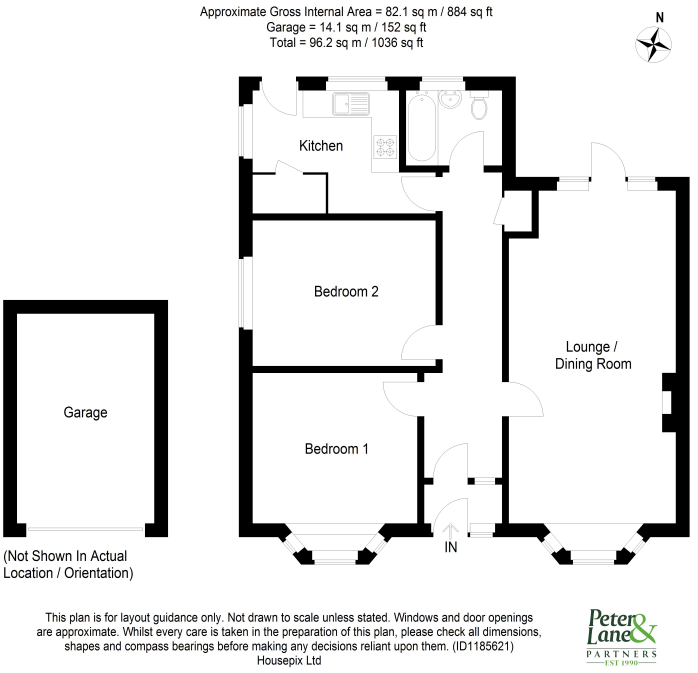 Approximate Gross Internal Area = 82.1 sq m / 884 sq ft
Garage = 14.1 sq m / 152 sq ft
Total = 96.2 sq m / 1036 sq ft
N
Kitchen
Bedroom 2
Lounge /
Dining Room
Garage
Bedroom 1
IN
(Not Shown In Actual
Location / Orientation)
This plan is for layout guidance only. Not drawn to scale unless stated. Windows and door openings
are approximate. Whilst every care is taken in the preparation of this plan, please check all dimensions,
shapes and compass bearings before making any decisions reliant upon them. (ID1185621)
Housepix Ltd
Peter
Lane &
PARTNERS
EST 1990